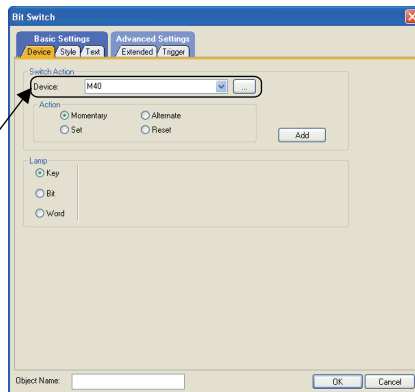 Bit Switch
Basic Settings Advanced Settings
Device Style Text Extended Trigger
Switch Action
Device: M40 ...
Action
Momentary Alternate
Set Reset
Add
Lamp
Key
Bit
Word
Object Name: OK Cancel